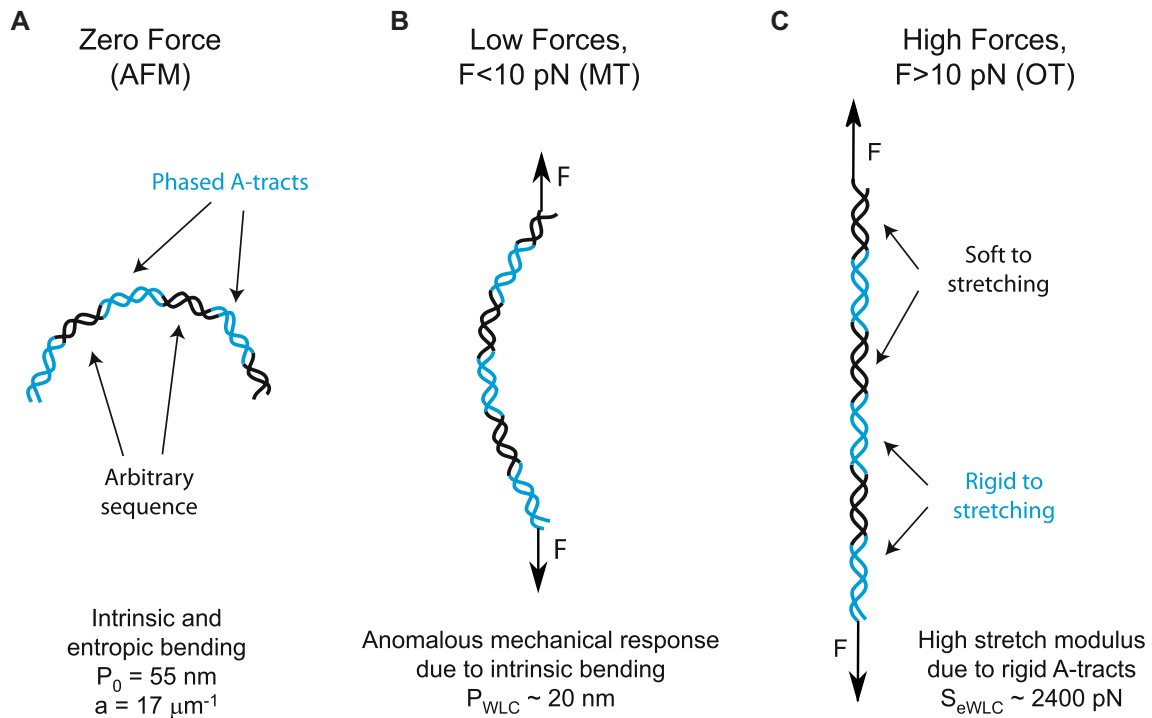 A
Zero Force
(AFM)
Phased A-tracts
Arbitrary
sequence
Intrinsic and
entropic bending
P₀ = 55 nm
a = 17 μm⁻¹
B
Low Forces,
F<10 pN (MT)
F
F
Anomalous mechanical response
due to intrinsic bending
P_WLC ~ 20 nm
C
High Forces,
F>10 pN (OT)
F
Soft to
stretching
Rigid to
stretching
F
High stretch modulus
due to rigid A-tracts
S_eWLC ~ 2400 pN